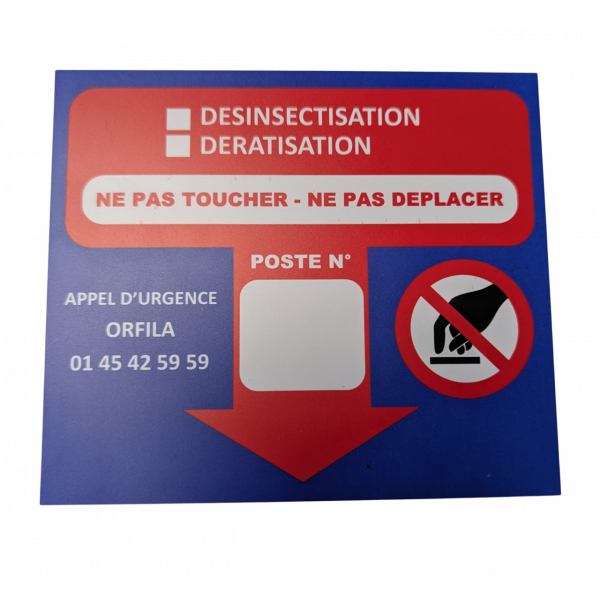 DESINSECTISATION
DERATISATION
NE PAS TOUCHER - NE PAS DEPLACER
POSTE N°
APPEL D'URGENCE
ORFILA
01 45 42 59 59